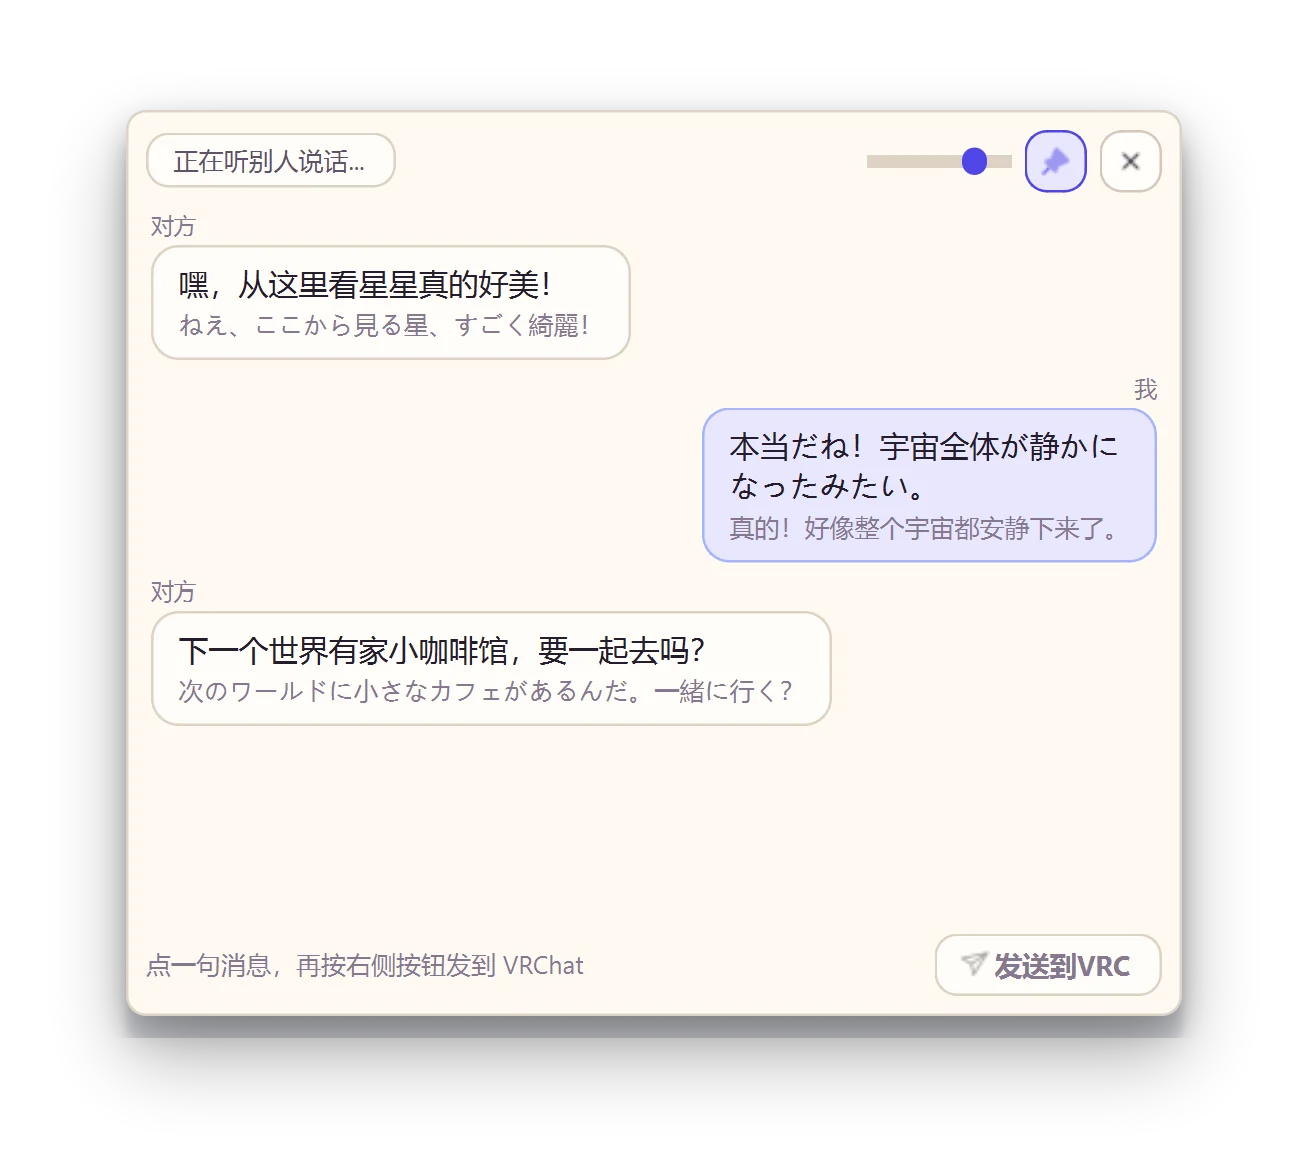 正在听别人说话...
对方
嘿，从这里看星星真的好美！
ねえ、ここから見る星、すごく綺麗！
我
本当だね！宇宙全体が静かに
なったみたい。
真的！好像整个宇宙都安静下来了。
对方
下一个世界有家小咖啡馆，要一起去吗？
次のワールドに小さなカフェがあるんだ。一緒に行く？
点一句消息，再按右侧按钮发到 VRChat
发送到VRC